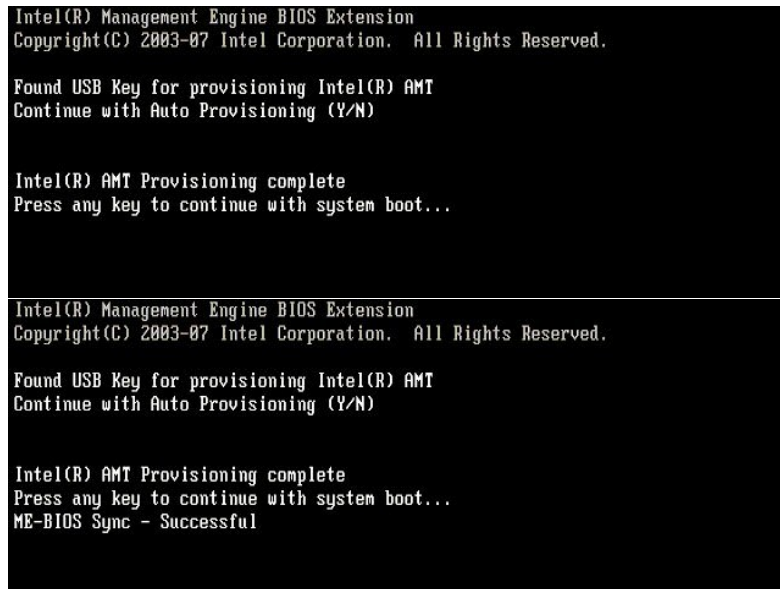 Intel(R) Management Engine BIOS Extension
Copyright(C) 2003-07 Intel Corporation.  All Rights Reserved.
Found USB Key for provisioning Intel(R) AMT
Continue with Auto Provisioning (Y/N)
Intel(R) AMT Provisioning complete
Press any key to continue with system boot...
Intel(R) Management Engine BIOS Extension
Copyright(C) 2003-07 Intel Corporation.  All Rights Reserved.
Found USB Key for provisioning Intel(R) AMT
Continue with Auto Provisioning (Y/N)
Intel(R) AMT Provisioning complete
Press any key to continue with system boot...
ME-BIOS Sync - Successful